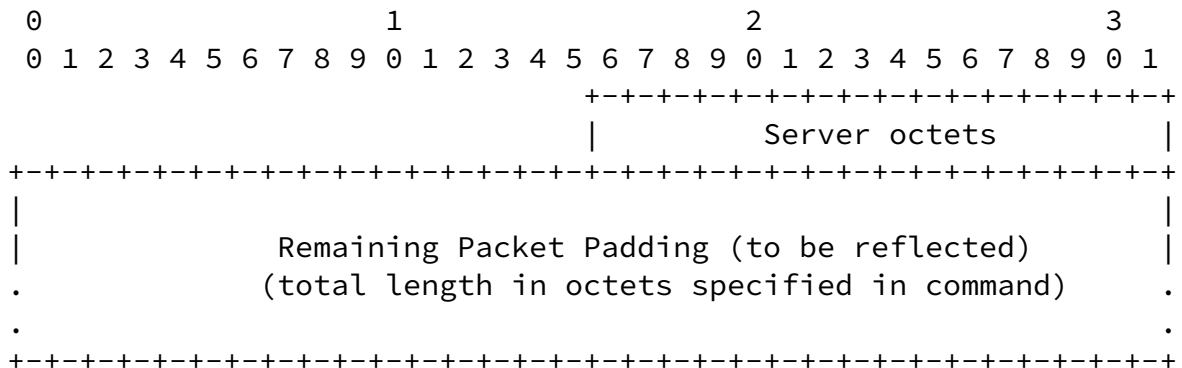 0                   1                   2                   3
 0 1 2 3 4 5 6 7 8 9 0 1 2 3 4 5 6 7 8 9 0 1 2 3 4 5 6 7 8 9 0 1
                                +-+-+-+-+-+-+-+-+-+-+-+-+-+-+-+-+
                                |         Server octets         |
+-+-+-+-+-+-+-+-+-+-+-+-+-+-+-+-+-+-+-+-+-+-+-+-+-+-+-+-+-+-+-+-+
|                                                               |
|              Remaining Packet Padding (to be reflected)       |
.             (total length in octets specified in command)     .
.                                                               .
+-+-+-+-+-+-+-+-+-+-+-+-+-+-+-+-+-+-+-+-+-+-+-+-+-+-+-+-+-+-+-+-+